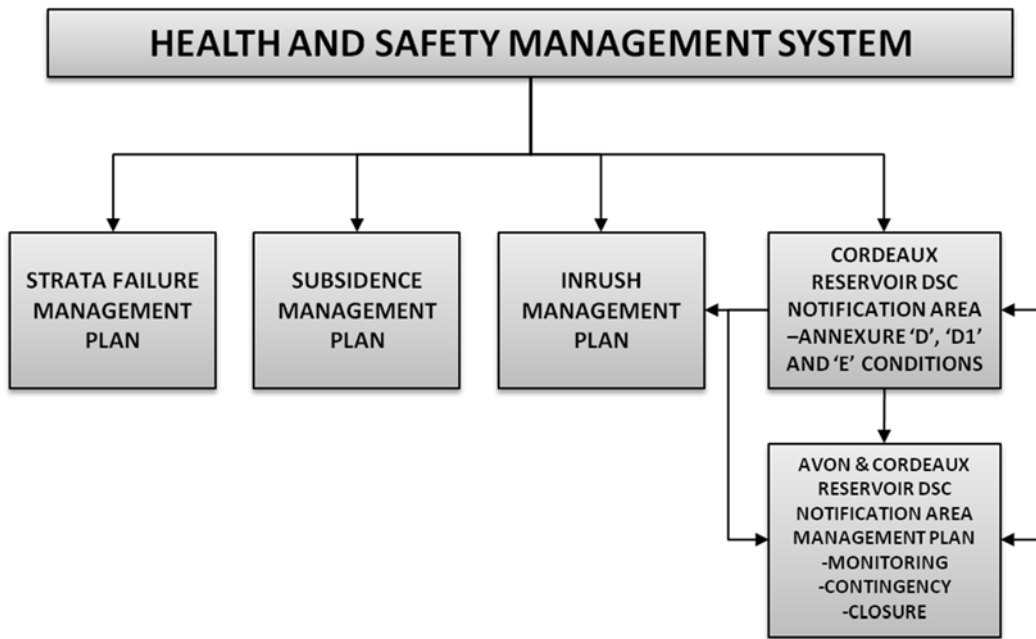 HEALTH AND SAFETY MANAGEMENT SYSTEM
STRATA FAILURE
MANAGEMENT
PLAN
SUBSIDENCE
MANAGEMENT
PLAN
INRUSH
MANAGEMENT
PLAN
CORDEAUX
RESERVOIR DSC
NOTIFICATION AREA
–ANNEXURE ‘D’, ‘D1’
AND ‘E’ CONDITIONS
AVON & CORDEAUX
RESERVOIR DSC
NOTIFICATION AREA
MANAGEMENT PLAN
-MONITORING
-CONTINGENCY
-CLOSURE